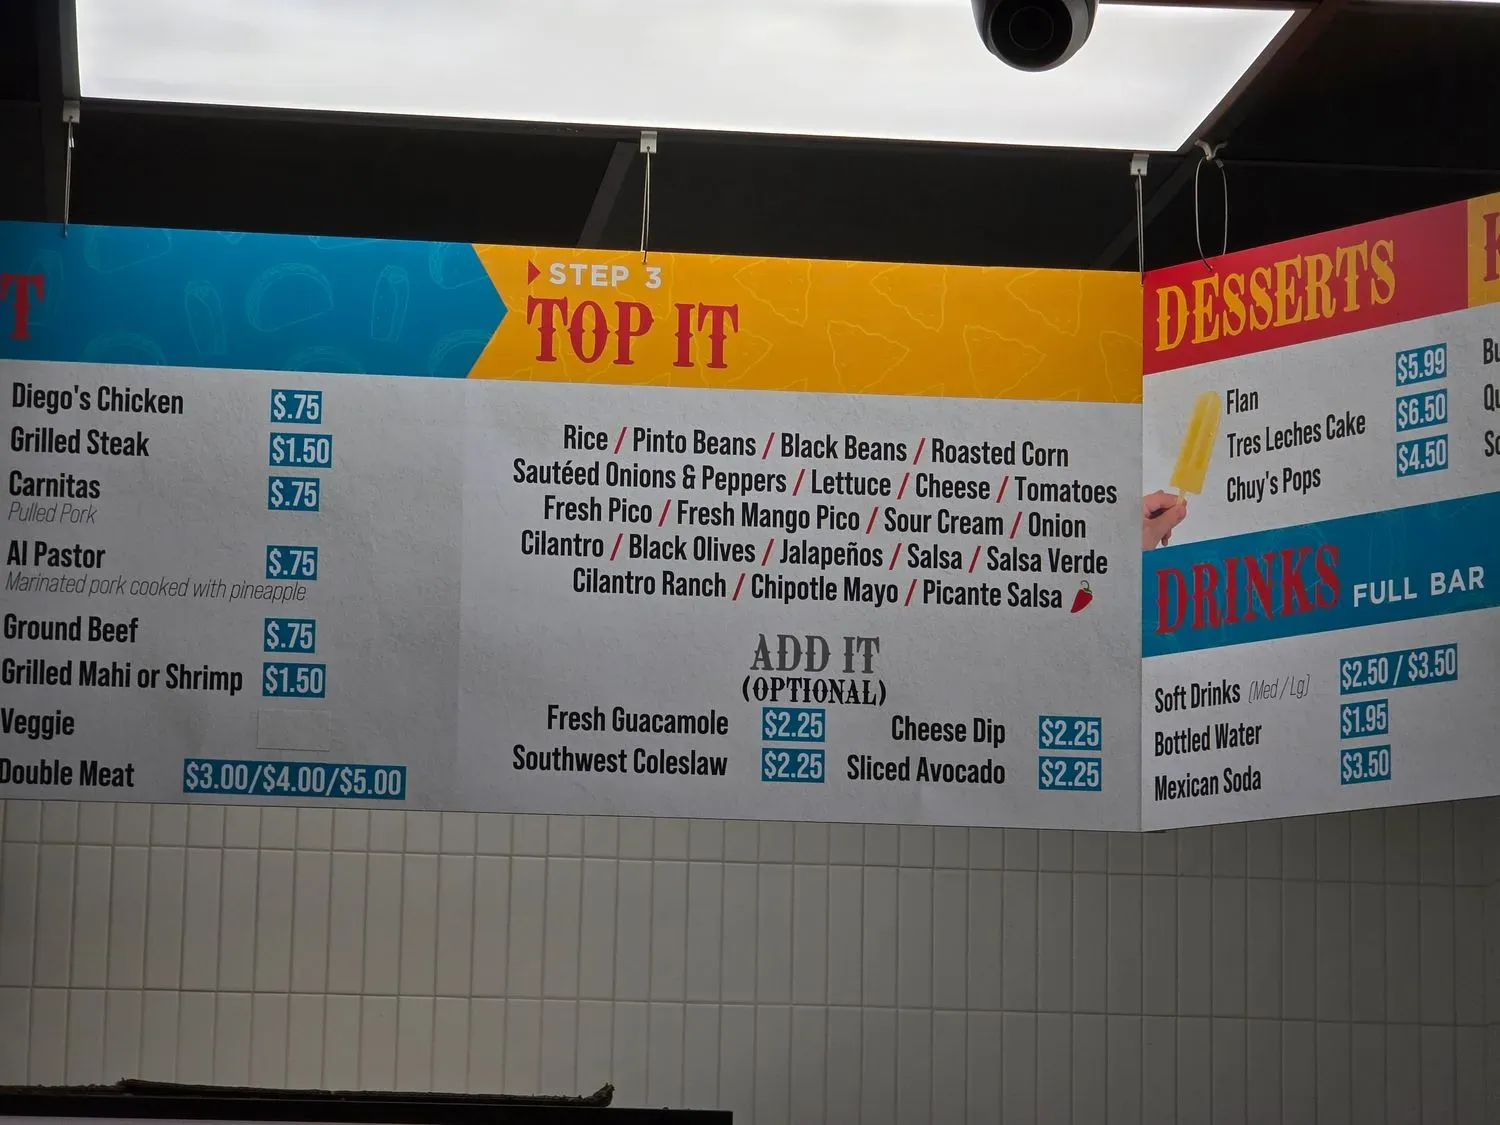 T
Diego's Chicken $.75
Grilled Steak $1.50
Carnitas $.75
Pulled Pork
Al Pastor $.75
Marinated pork cooked with pineapple
Ground Beef $.75
Grilled Mahi or Shrimp $1.50
Veggie
Double Meat $3.00/$4.00/$5.00
STEP 3
TOP IT
Rice / Pinto Beans / Black Beans / Roasted Corn
Sautéed Onions & Peppers / Lettuce / Cheese / Tomatoes
Fresh Pico / Fresh Mango Pico / Sour Cream / Onion
Cilantro / Black Olives / Jalapeños / Salsa / Salsa Verde
Cilantro Ranch / Chipotle Mayo / Picante Salsa
ADD IT
(OPTIONAL)
Fresh Guacamole $2.25 Cheese Dip $2.25
Southwest Coleslaw $2.25 Sliced Avocado $2.25
DESSERTS
Flan $5.99
Tres Leches Cake $6.50
Chuy's Pops $4.50
DRINKS FULL BAR
Soft Drinks (Med / Lg) $2.50 / $3.50
Bottled Water $1.95
Mexican Soda $3.50